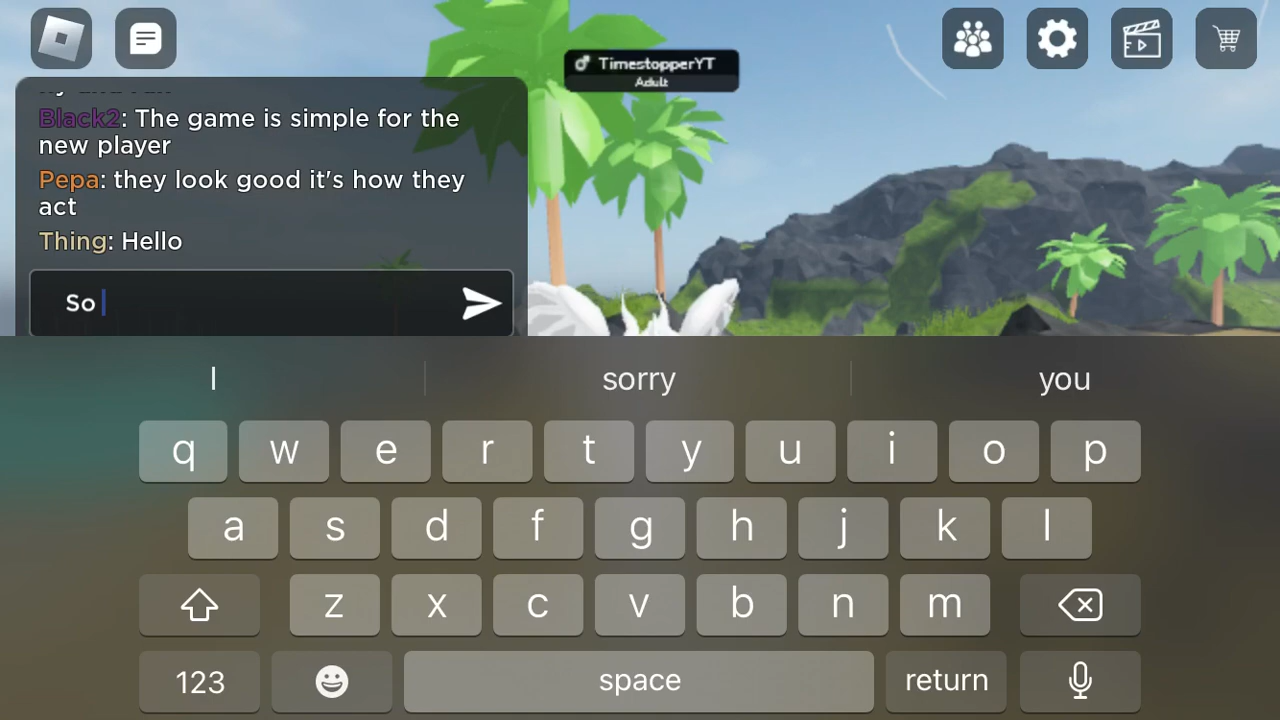 TimestopperYT
Adult
Black2: The game is simple for the
new player
Pepa: they look good it's how they
act
Thing: Hello
So
I sorry you
q w e r t y u i o p
a s d f g h j k l
z x c v b n m
123 space return